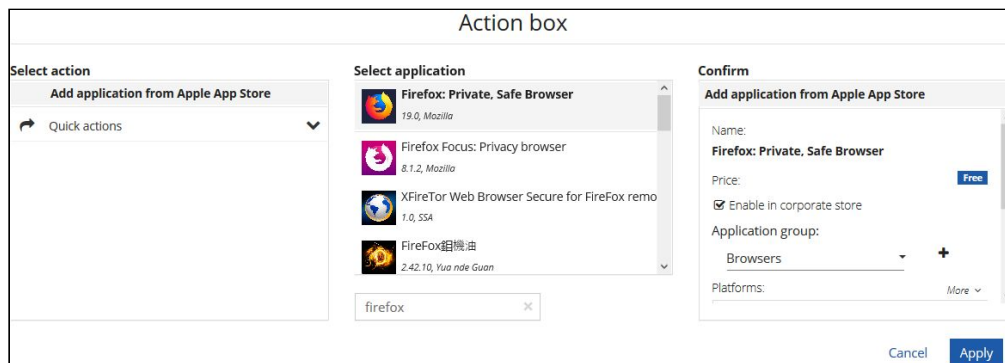 Action box
Select action
Add application from Apple App Store
Quick actions
Select application
Firefox: Private, Safe Browser
19.0, Mozilla
Firefox Focus: Privacy browser
8.1.2, Mozilla
XFireTor Web Browser Secure for FireFox remo
1.0, SSA
FireFox鉏機油
2.42.10, Yua nde Guan
firefox
Confirm
Add application from Apple App Store
Name:
Firefox: Private, Safe Browser
Price:
Free
Enable in corporate store
Application group:
Browsers
Platforms:
More
Cancel
Apply